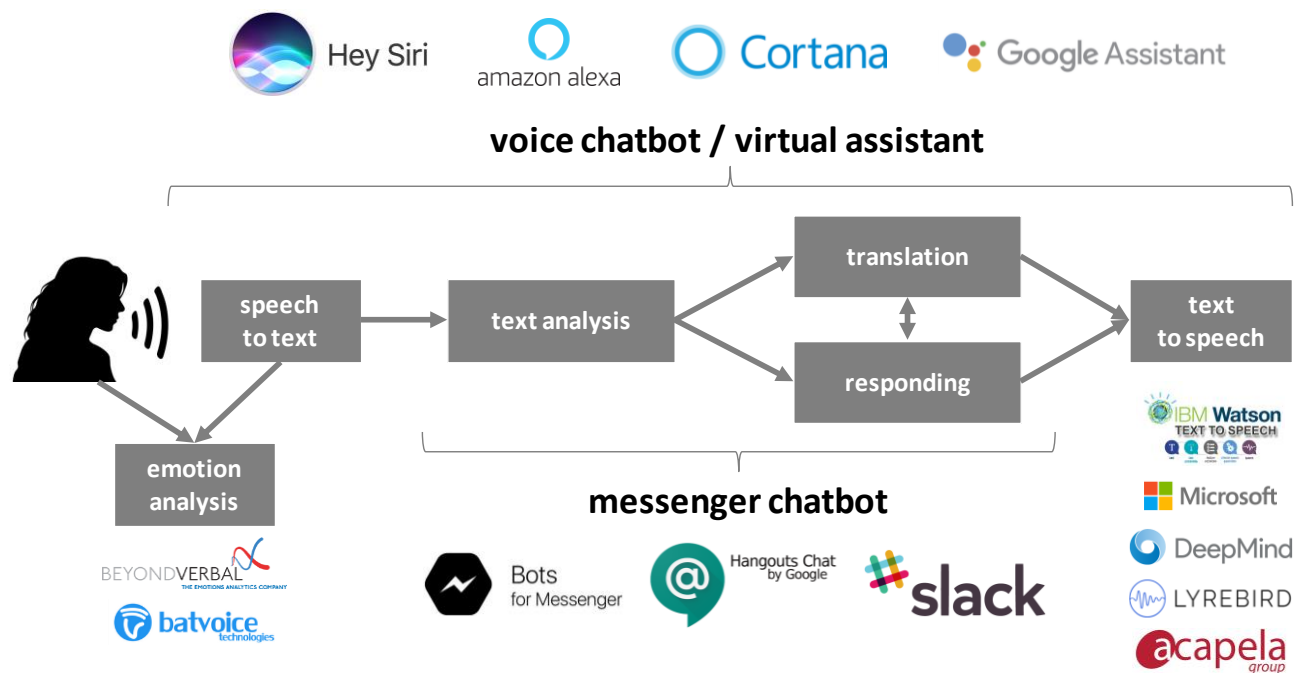 Hey Siri
amazon alexa
Cortana
Google Assistant
voice chatbot / virtual assistant
speech
to text
text analysis
translation
responding
text
to speech
emotion
analysis
messenger chatbot
BEYONDVERBAL
THE EMOTIONS ANALYTICS COMPANY
batvoice
technologies
Bots
for Messenger
@
Hangouts Chat
by Google
slack
IBM Watson
TEXT TO SPEECH
Microsoft
DeepMind
LYREBIRD
acapela
group